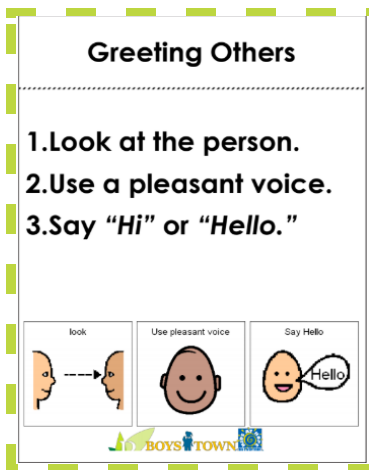 Greeting Others
1.Look at the person.
2.Use a pleasant voice.
3.Say “Hi” or “Hello.”
look
Use pleasant voice
Say Hello
Hello
BOYS TOWN